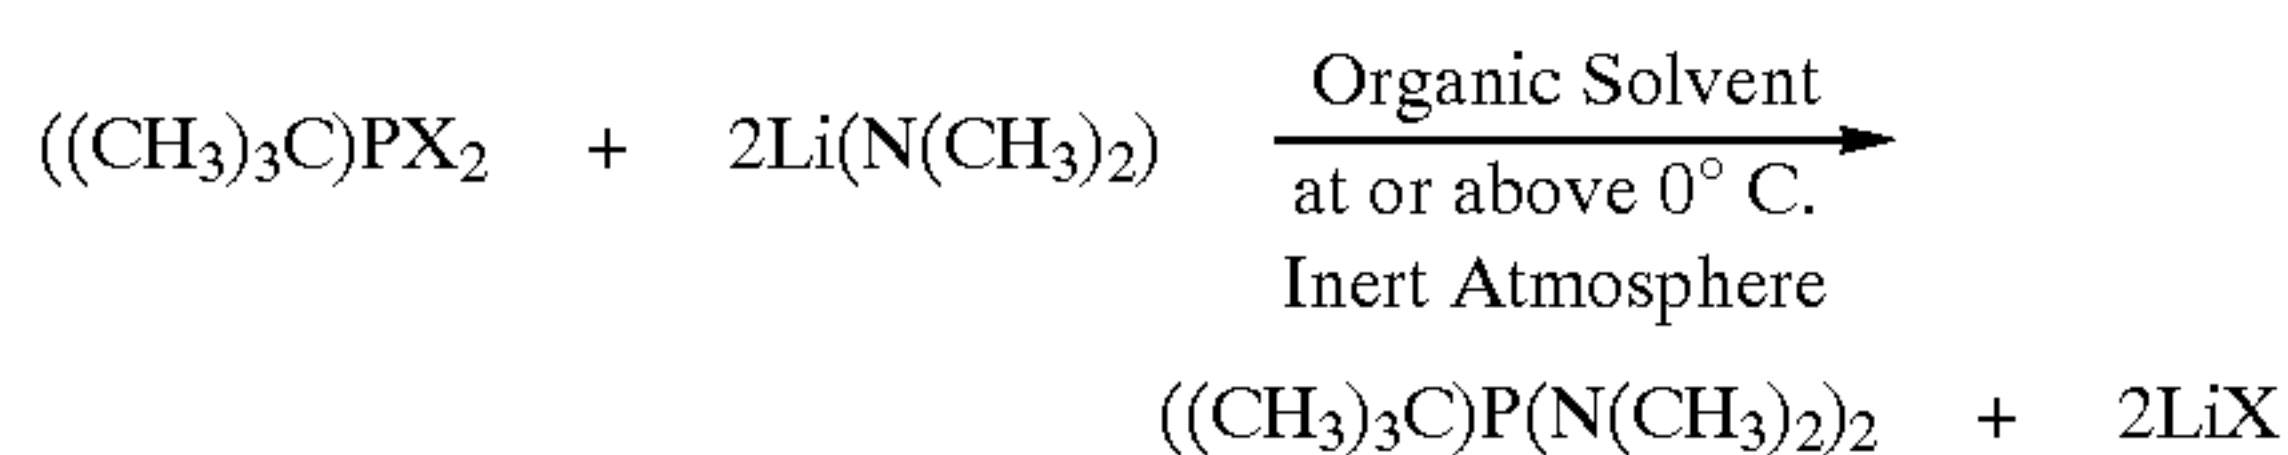 Organic Solvent
((CH₃)₃C)PX₂ + 2Li(N(CH₃)₂)
at or above 0° C.
Inert Atmosphere
((CH₃)₃C)P(N(CH₃)₂)₂ + 2LiX